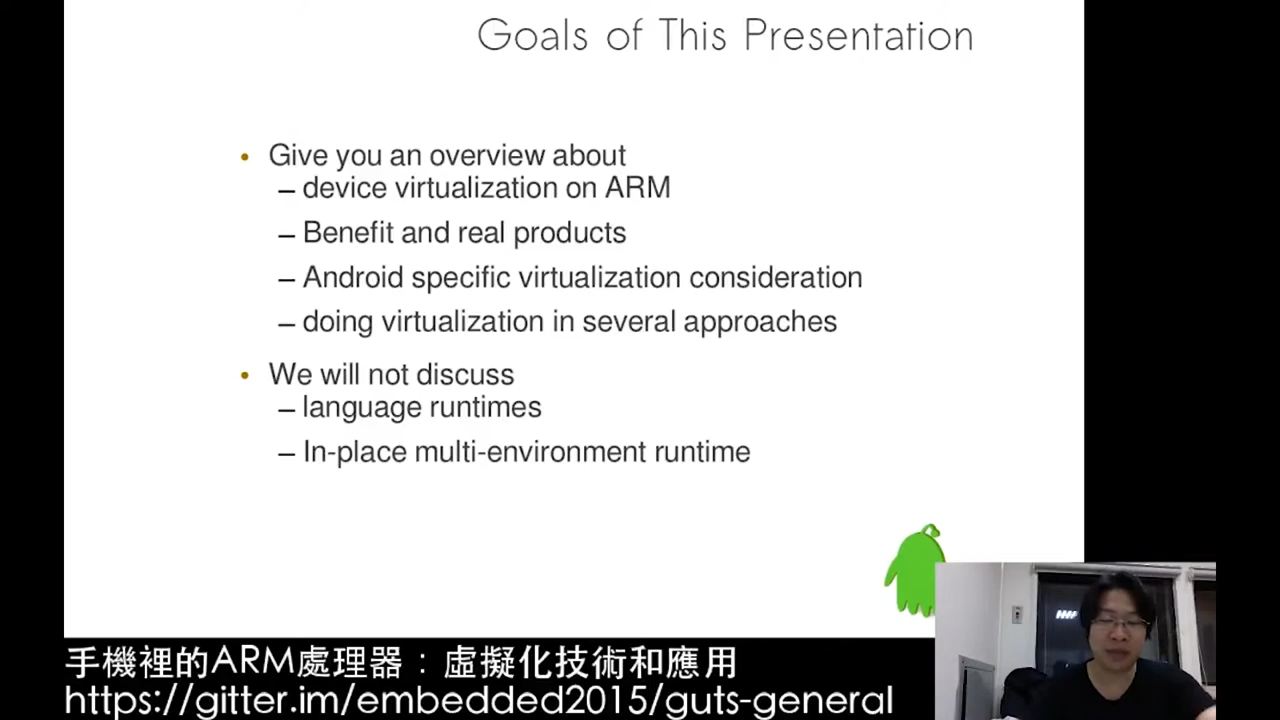 Goals of This Presentation
• Give you an overview about
– device virtualization on ARM
– Benefit and real products
– Android specific virtualization consideration
– doing virtualization in several approaches
• We will not discuss
– language runtimes
– In-place multi-environment runtime
手機裡的ARM處理器：虛擬化技術和應用
https://gitter.im/embedded2015/guts-general